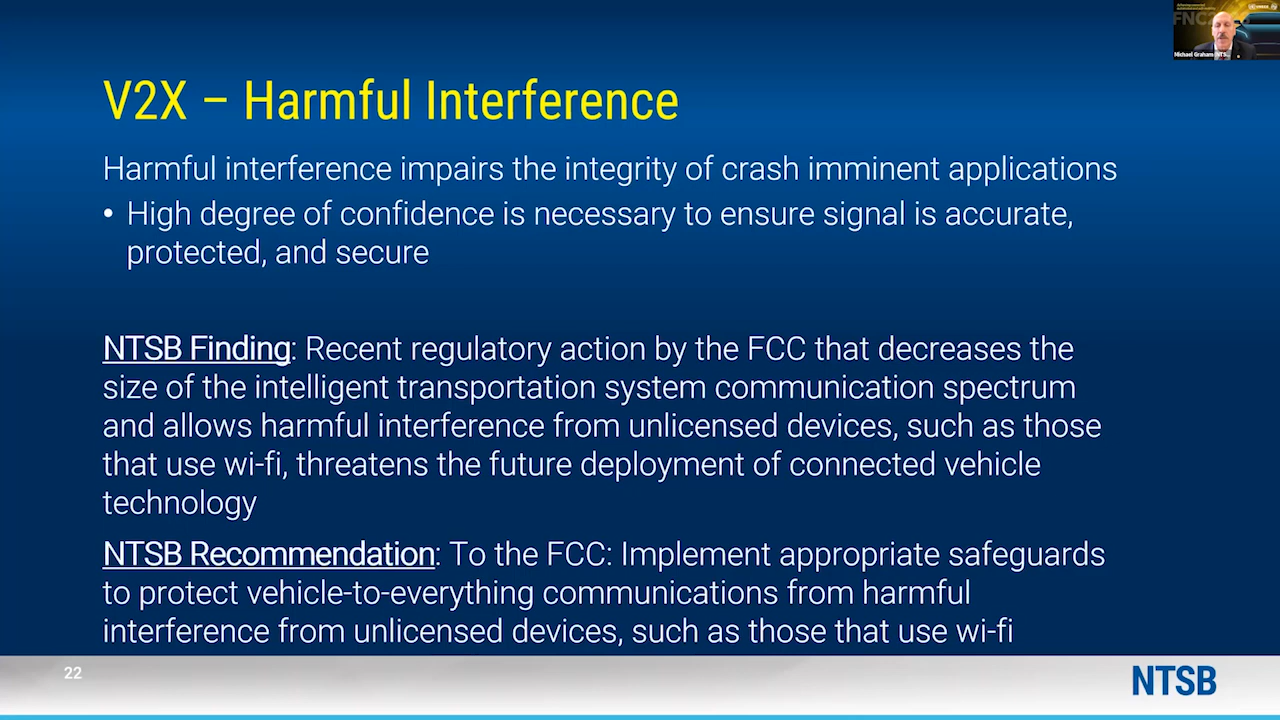 FNC2
Michael Graham (NTS...
V2X – Harmful Interference
Harmful interference impairs the integrity of crash imminent applications
• High degree of confidence is necessary to ensure signal is accurate,
protected, and secure
NTSB Finding: Recent regulatory action by the FCC that decreases the
size of the intelligent transportation system communication spectrum
and allows harmful interference from unlicensed devices, such as those
that use wi-fi, threatens the future deployment of connected vehicle
technology
NTSB Recommendation: To the FCC: Implement appropriate safeguards
to protect vehicle-to-everything communications from harmful
interference from unlicensed devices, such as those that use wi-fi
22
NTSB